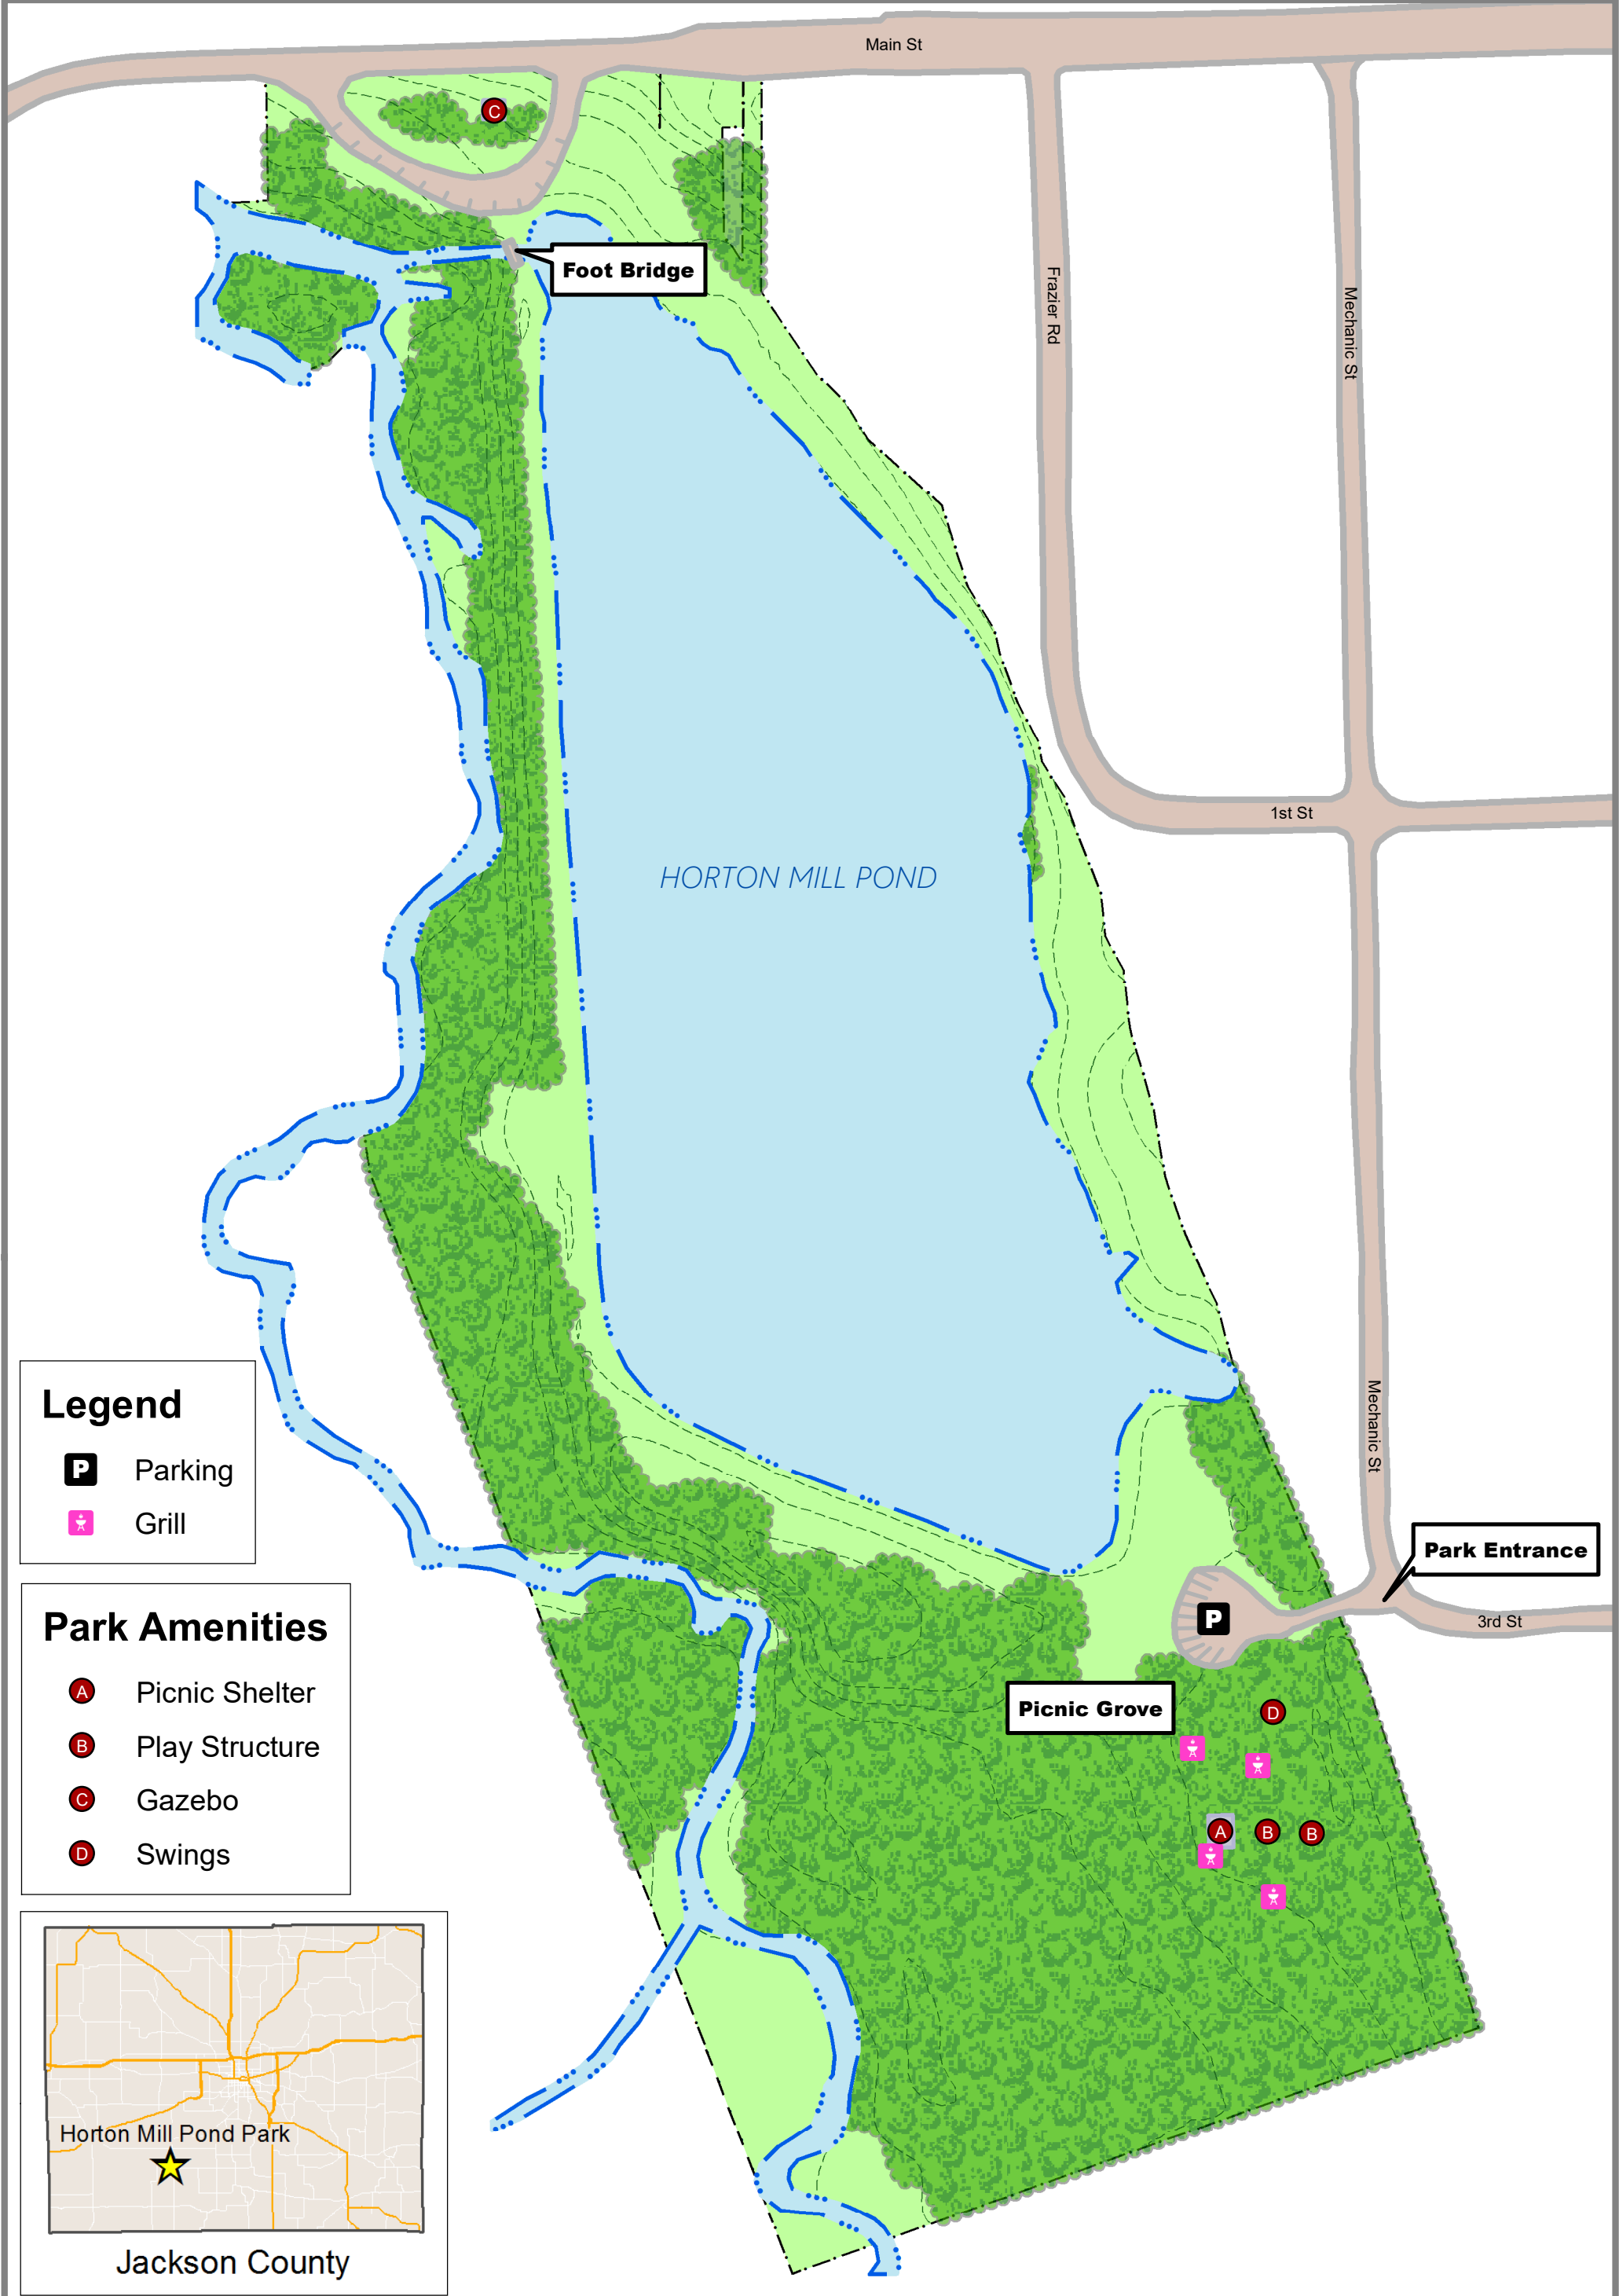 Main St
C
Foot Bridge
Frazier Rd
Mechanic St
1st St
HORTON MILL POND
Mechanic St
Legend
P Parking
Grill
Park Entrance
P
3rd St
Park Amenities
A Picnic Shelter
B Play Structure
C Gazebo
D Swings
Picnic Grove
D
A B B
Horton Mill Pond Park
Jackson County